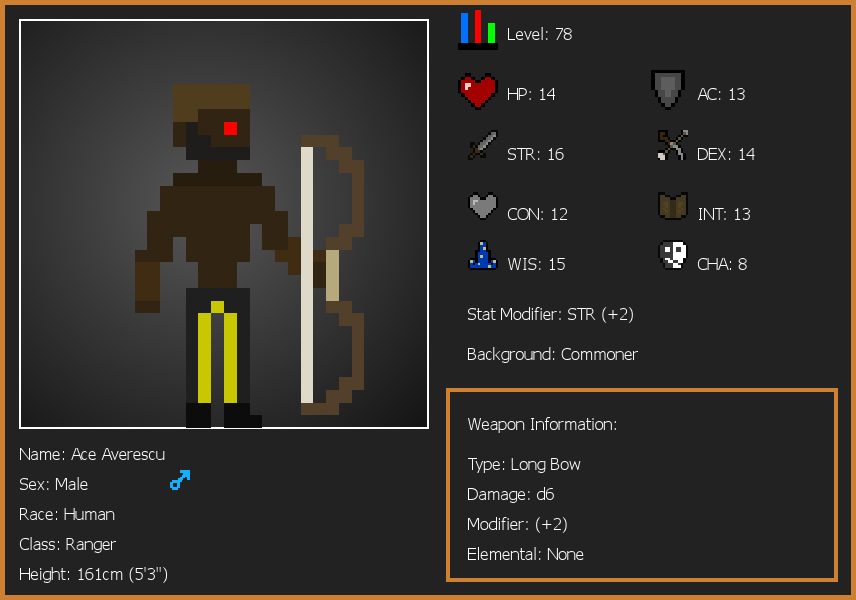 Level: 78
HP: 14
AC: 13
STR: 16
DEX: 14
CON: 12
INT: 13
WIS: 15
CHA: 8
Stat Modifier: STR (+2)
Background: Commoner
Weapon Information:
Type: Long Bow
Damage: d6
Modifier: (+2)
Elemental: None
Name: Ace Averescu
Sex: Male
Race: Human
Class: Ranger
Height: 161cm (5'3")